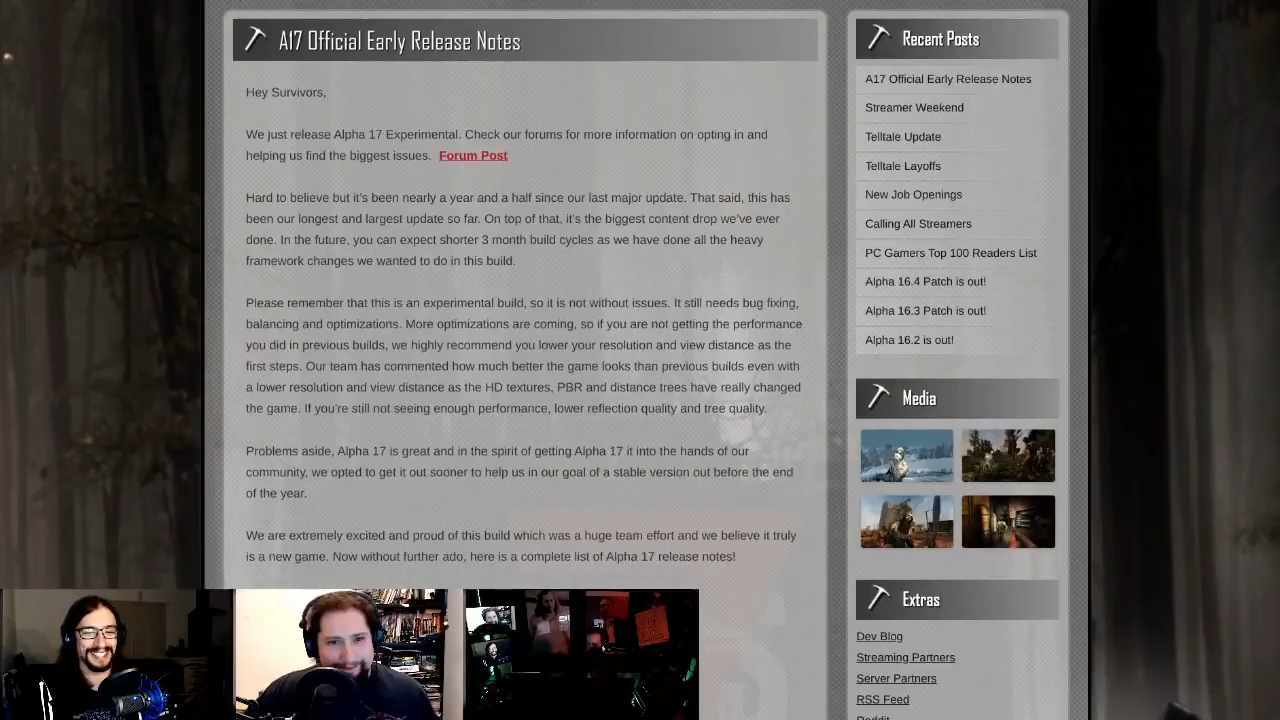 A17 Official Early Release Notes
Hey Survivors,
We just release Alpha 17 Experimental. Check our forums for more information on opting in and
helping us find the biggest issues. Forum Post
Hard to believe but it's been nearly a year and a half since our last major update. That said, this has
been our longest and largest update so far. On top of that, it's the biggest content drop we've ever
done. In the future, you can expect shorter 3 month build cycles as we have done all the heavy
framework changes we wanted to do in this build.
Please remember that this is an experimental build, so it is not without issues. It still needs bug fixing,
balancing and optimizations. More optimizations are coming, so if you are not getting the performance
you did in previous builds, we highly recommend you lower your resolution and view distance as the
first steps. Our team has commented how much better the game looks than previous builds even with
a lower resolution and view distance as the HD textures, PBR and distance trees have really changed
the game. If you're still not seeing enough performance, lower reflection quality and tree quality.
Problems aside, Alpha 17 is great and in the spirit of getting Alpha 17 it into the hands of our
community, we opted to get it out sooner to help us in our goal of a stable version out before the end
of the year.
We are extremely excited and proud of this build which was a huge team effort and we believe it truly
is a new game. Now without further ado, here is a complete list of Alpha 17 release notes!
Recent Posts
A17 Official Early Release Notes
Streamer Weekend
Telltale Update
Telltale Layoffs
New Job Openings
Calling All Streamers
PC Gamers Top 100 Readers List
Alpha 16.4 Patch is out!
Alpha 16.3 Patch is out!
Alpha 16.2 is out!
Media
Extras
Dev Blog
Streaming Partners
Server Partners
RSS Feed
Reddit